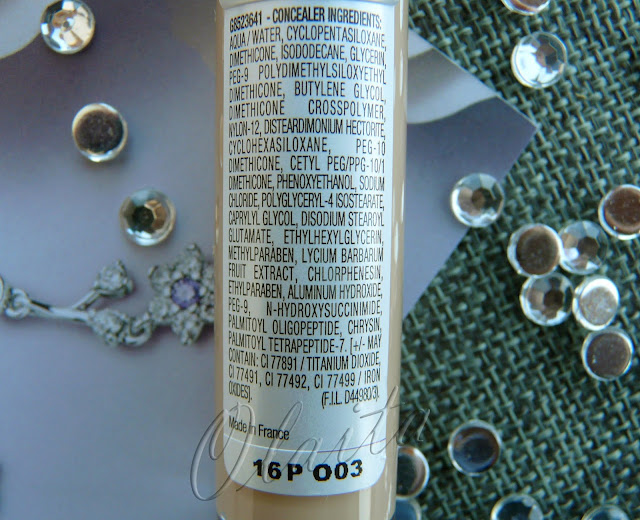 G8523641 - CONCEALER INGREDIENTS:
AQUA / WATER, CYCLOPENTASILOXANE,
DIMETHICONE, ISODODECANE, GLYCERIN,
PEG-9 POLYDIMETHYLSILOXYETHYL
DIMETHICONE, BUTYLENE GLYCOL,
DIMETHICONE CROSSPOLYMER,
NYLON-12, DISTEARDIMONIUM HECTORITE,
CYCLOHEXASILOXANE, PEG-10
DIMETHICONE, CETYL PEG/PPG-10/1
DIMETHICONE, PHENOXYETHANOL, SODIUM
CHLORIDE, POLYGLYCERYL-4 ISOSTEARATE,
CAPRYLYL GLYCOL, DISODIUM STEAROYL
GLUTAMATE, ETHYLHEXYLGLYCERIN,
METHYLPARABEN, LYCIUM BARBARUM
FRUIT EXTRACT, CHLORPHENESIN,
ETHYLPARABEN, ALUMINUM HYDROXIDE,
PEG-9, N-HYDROXYSUCCINIMIDE,
PALMITOYL OLIGOPEPTIDE, CHRYSIN,
PALMITOYL TETRAPEPTIDE-7. [+/- MAY
CONTAIN: CI 77891 / TITANIUM DIOXIDE,
CI 77491, CI 77492, CI 77499 / IRON
OXIDES]. (F.I.L. D44980/3).
Made in France
Olaita
16P O03